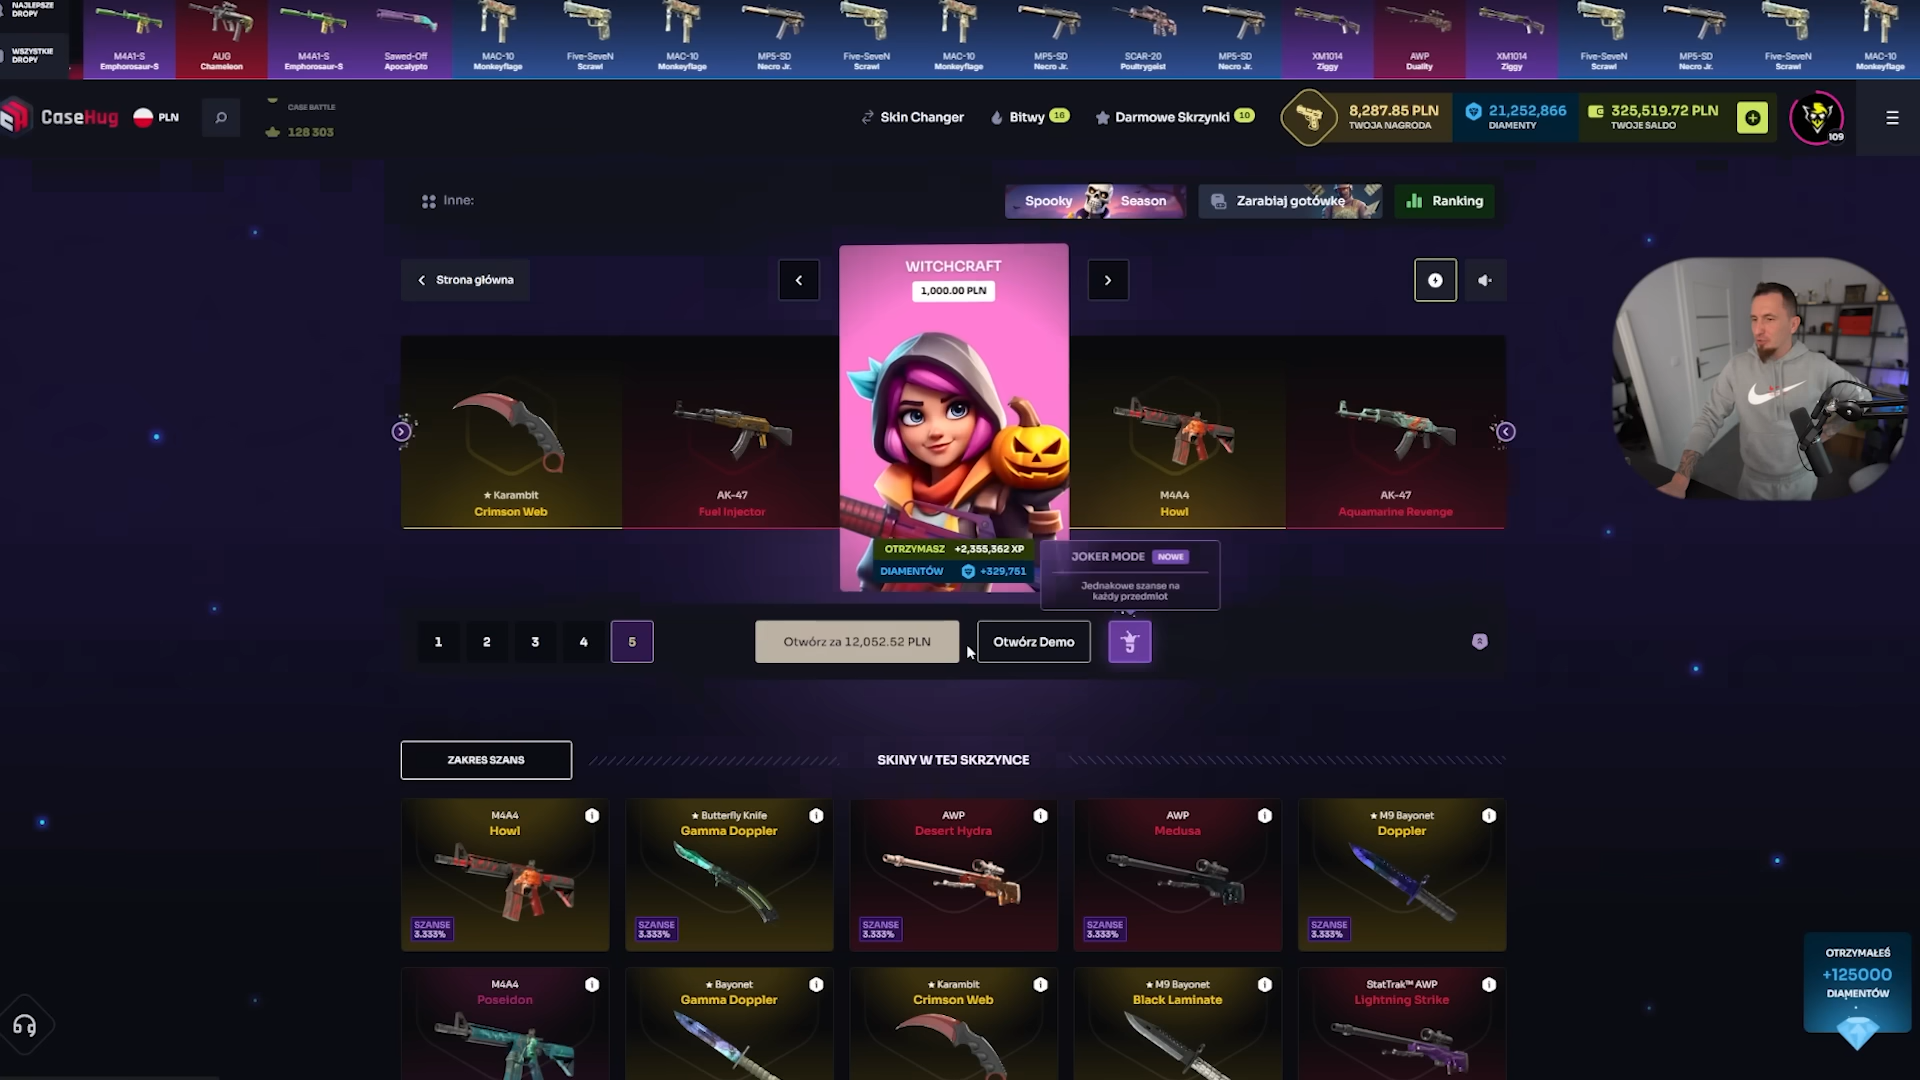 NAJLEPSZE
DROPY
WSZYSTKIE
DROPY
M4A1-S
Emphorosaur-S
AUG
Chameleon
M4A1-S
Emphorosaur-S
Sawed-Off
Apocalypto
MAC-10
Monkeyflage
Five-SeveN
Scrawl
MAC-10
Monkeyflage
MP5-SD
Necro Jr.
Five-SeveN
Scrawl
MAC-10
Monkeyflage
MP5-SD
Necro Jr.
SCAR-20
Poultrygeist
MP5-SD
Necro Jr.
XM1014
Ziggy
AWP
Duality
XM1014
Ziggy
Five-SeveN
Scrawl
MP5-SD
Necro Jr.
Five-SeveN
Scrawl
MAC-10
Monkeyflage
CaseHug
PLN
CASE BATTLE
128 303
Skin Changer
Bitwy 16
Darmowe Skrzynki 10
8,287.85 PLN
TWOJA NAGRODA
21,252,866
DIAMENTY
325,519.72 PLN
TWOJE SALDO
109
Inne:
Spooky Season
Zarabiaj gotówkę
Ranking
Strona główna
WITCHCRAFT
1,000.00 PLN
★ Karambit
Crimson Web
AK-47
Fuel Injector
M4A4
Howl
AK-47
Aquamarine Revenge
OTRZYMASZ +2,355,362 XP
DIAMENTÓW +329,751
JOKER MODE NOWE
Jednakowe szanse na
każdy przedmiot
1 2 3 4 5
Otwórz za 12,052.52 PLN
Otwórz Demo
ZAKRES SZANS
SKINY W TEJ SKRZYNCE
M4A4
Howl
SZANSE
3.333%
★ Butterfly Knife
Gamma Doppler
SZANSE
3.333%
AWP
Desert Hydra
SZANSE
3.333%
AWP
Medusa
SZANSE
3.333%
★ M9 Bayonet
Doppler
SZANSE
3.333%
M4A4
Poseidon
★ Bayonet
Gamma Doppler
★ Karambit
Crimson Web
★ M9 Bayonet
Black Laminate
StatTrak™ AWP
Lightning Strike
OTRZYMAŁEŚ
+125000
DIAMENTÓW